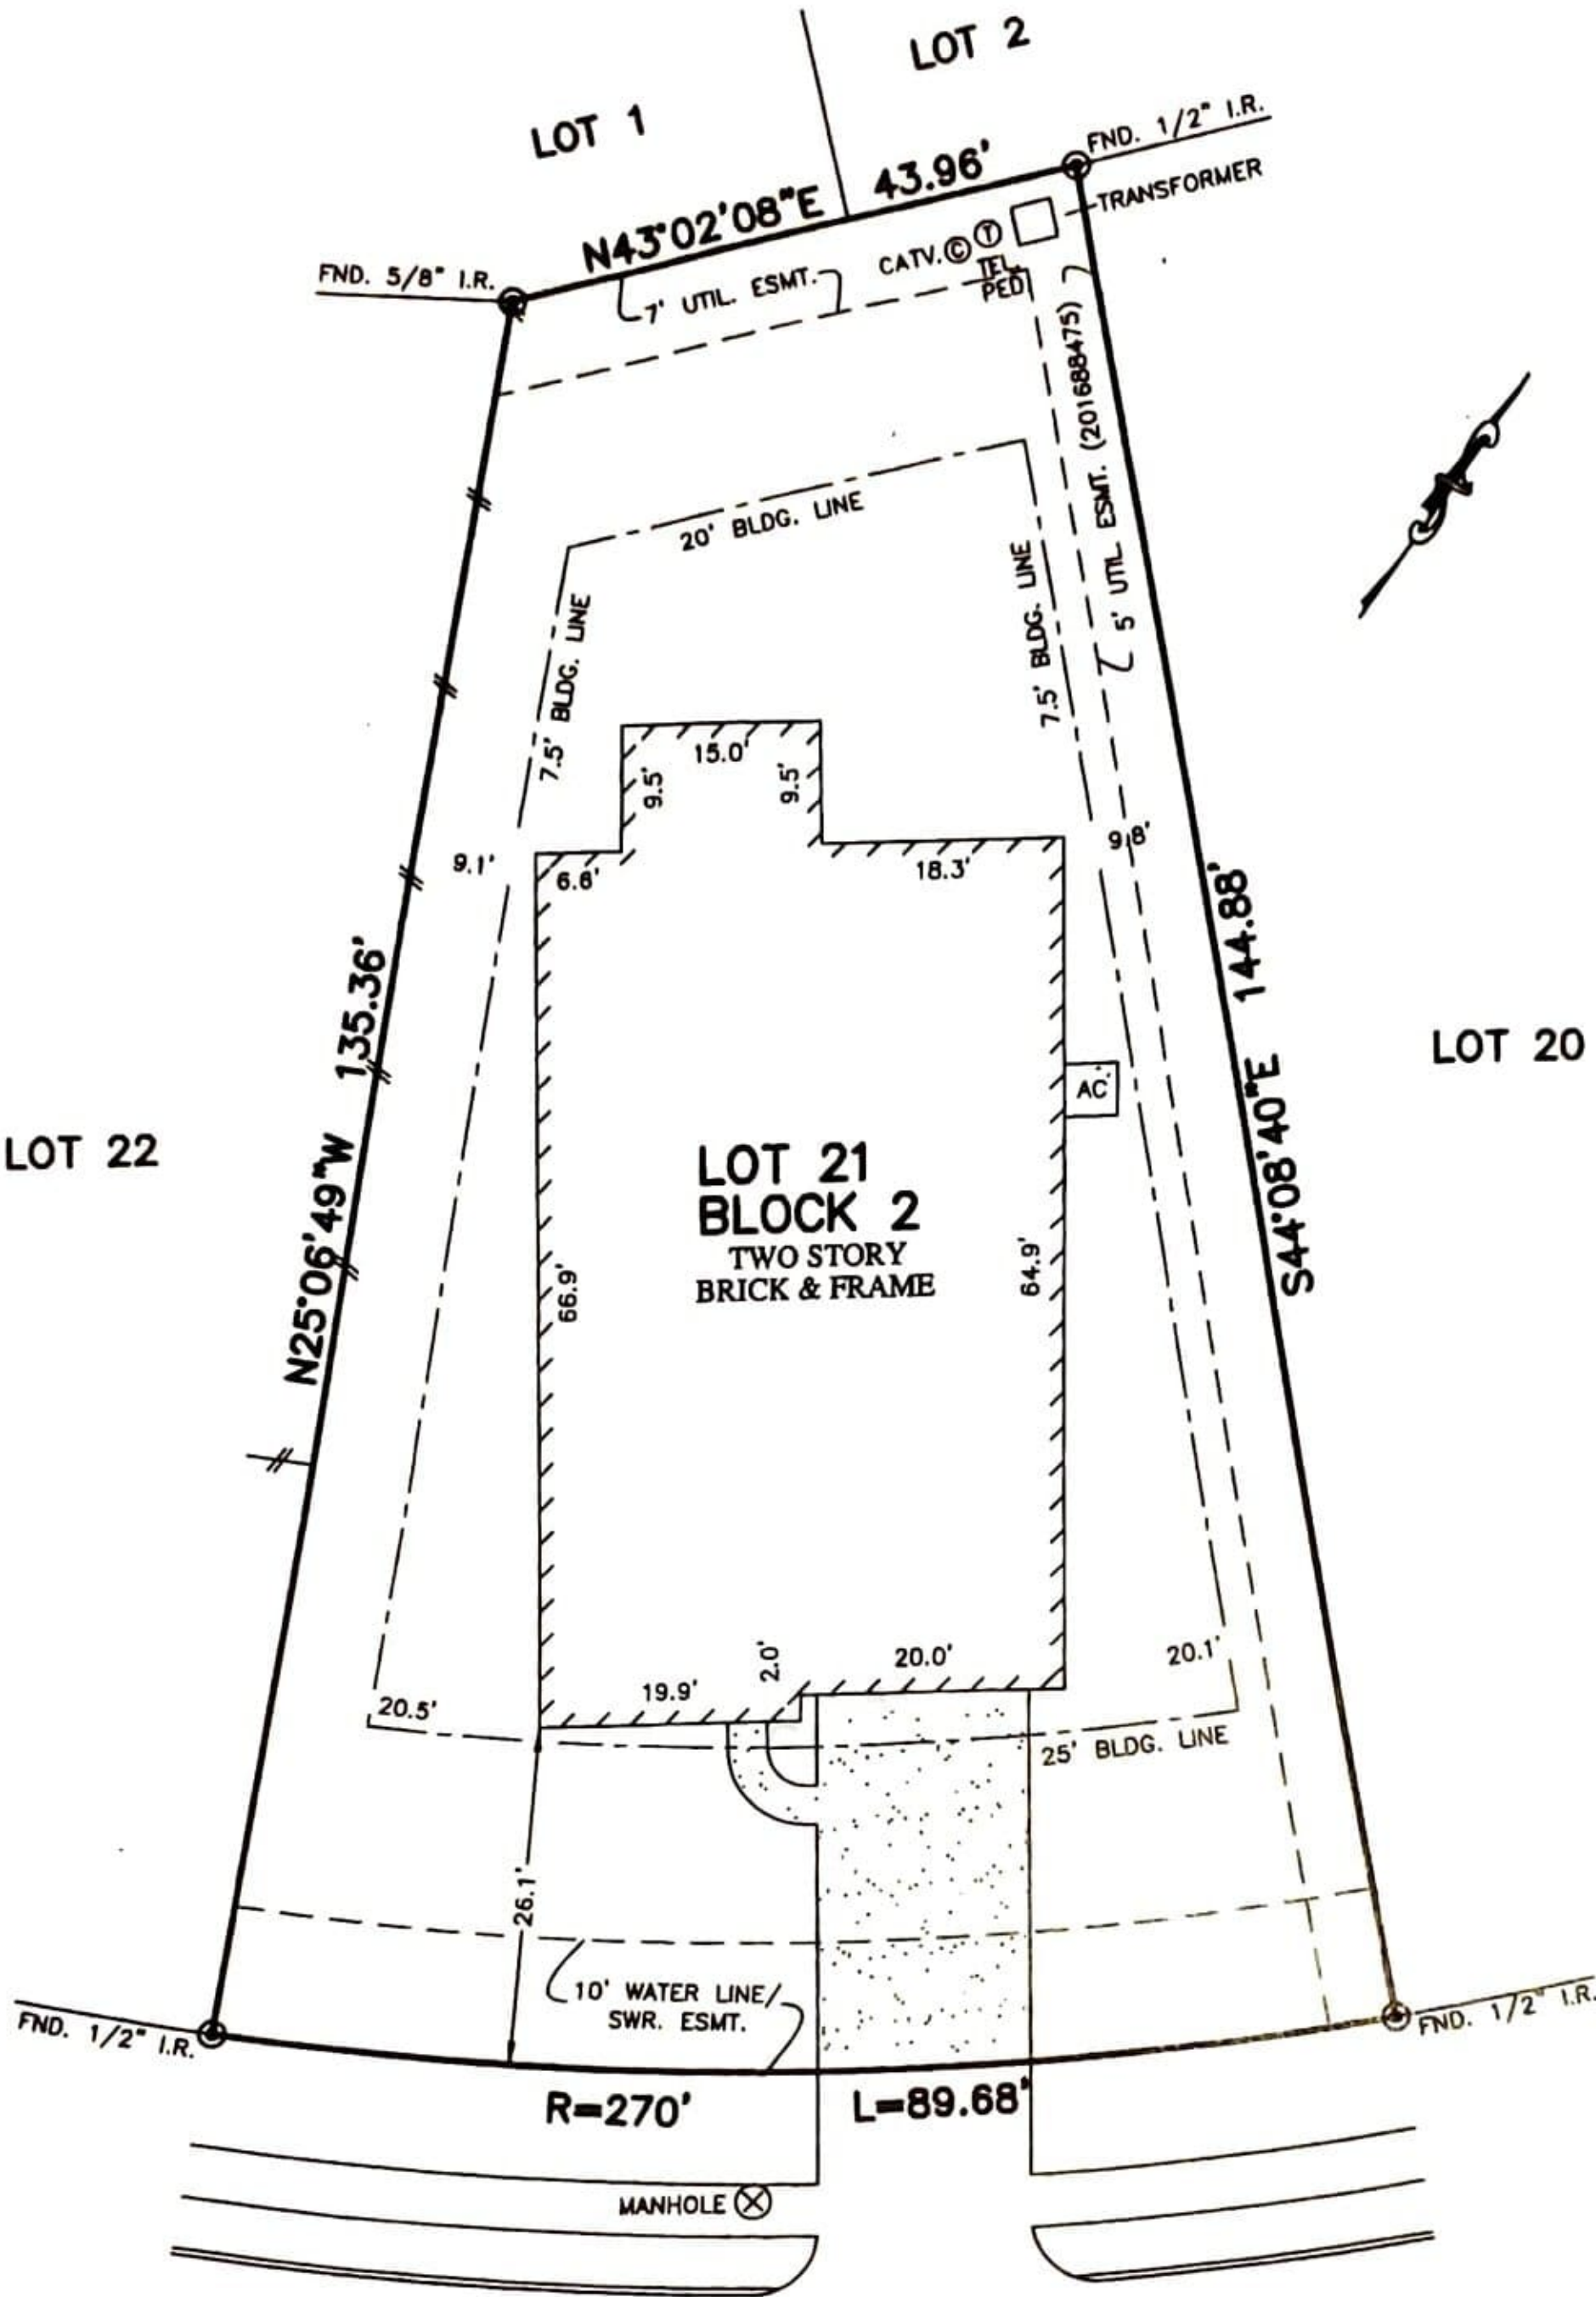 LOT 2
LOT 1
FND. 1/2" I.R.
43.96'
TRANSFORMER
N43°02'08"E
CATV. C T
TEL.
PED
FND. 5/8" I.R.
7' UTIL. ESMT.
5' UTIL ESMT. (201688475)
20' BLDG. LINE
7.5' BLDG. LINE
7.5' BLDG. LINE
15.0'
9.5'
9.5'
9.1'
6.6'
18.3'
9.8'
N25°06'49"W 135.36'
S44°08'40"E 144.88'
LOT 20
AC
LOT 22
LOT 21
BLOCK 2
TWO STORY
BRICK & FRAME
66.9'
64.9'
20.0'
2.0'
20.1'
19.9'
20.5'
25' BLDG. LINE
26.1'
10' WATER LINE/
SWR. ESMT.
FND. 1/2" I.R.
FND. 1/2" I.R.
R=270'
L=89.68'
MANHOLE